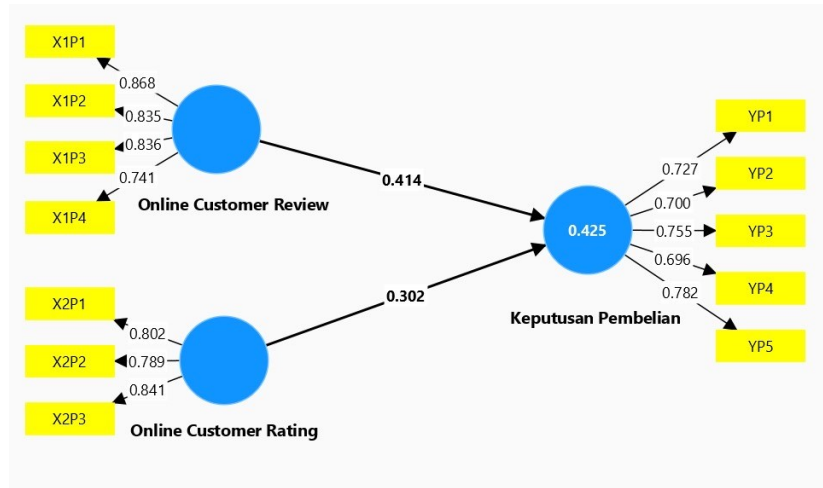 X1P1
0.868
X1P2
0.835
X1P3
0.836
X1P4
0.741
Online Customer Review
0.414
X2P1
0.802
X2P2
0.789
X2P3
0.841
Online Customer Rating
0.302
0.425
Keputusan Pembelian
YP1
0.727
YP2
0.700
YP3
0.755
YP4
0.696
YP5
0.782